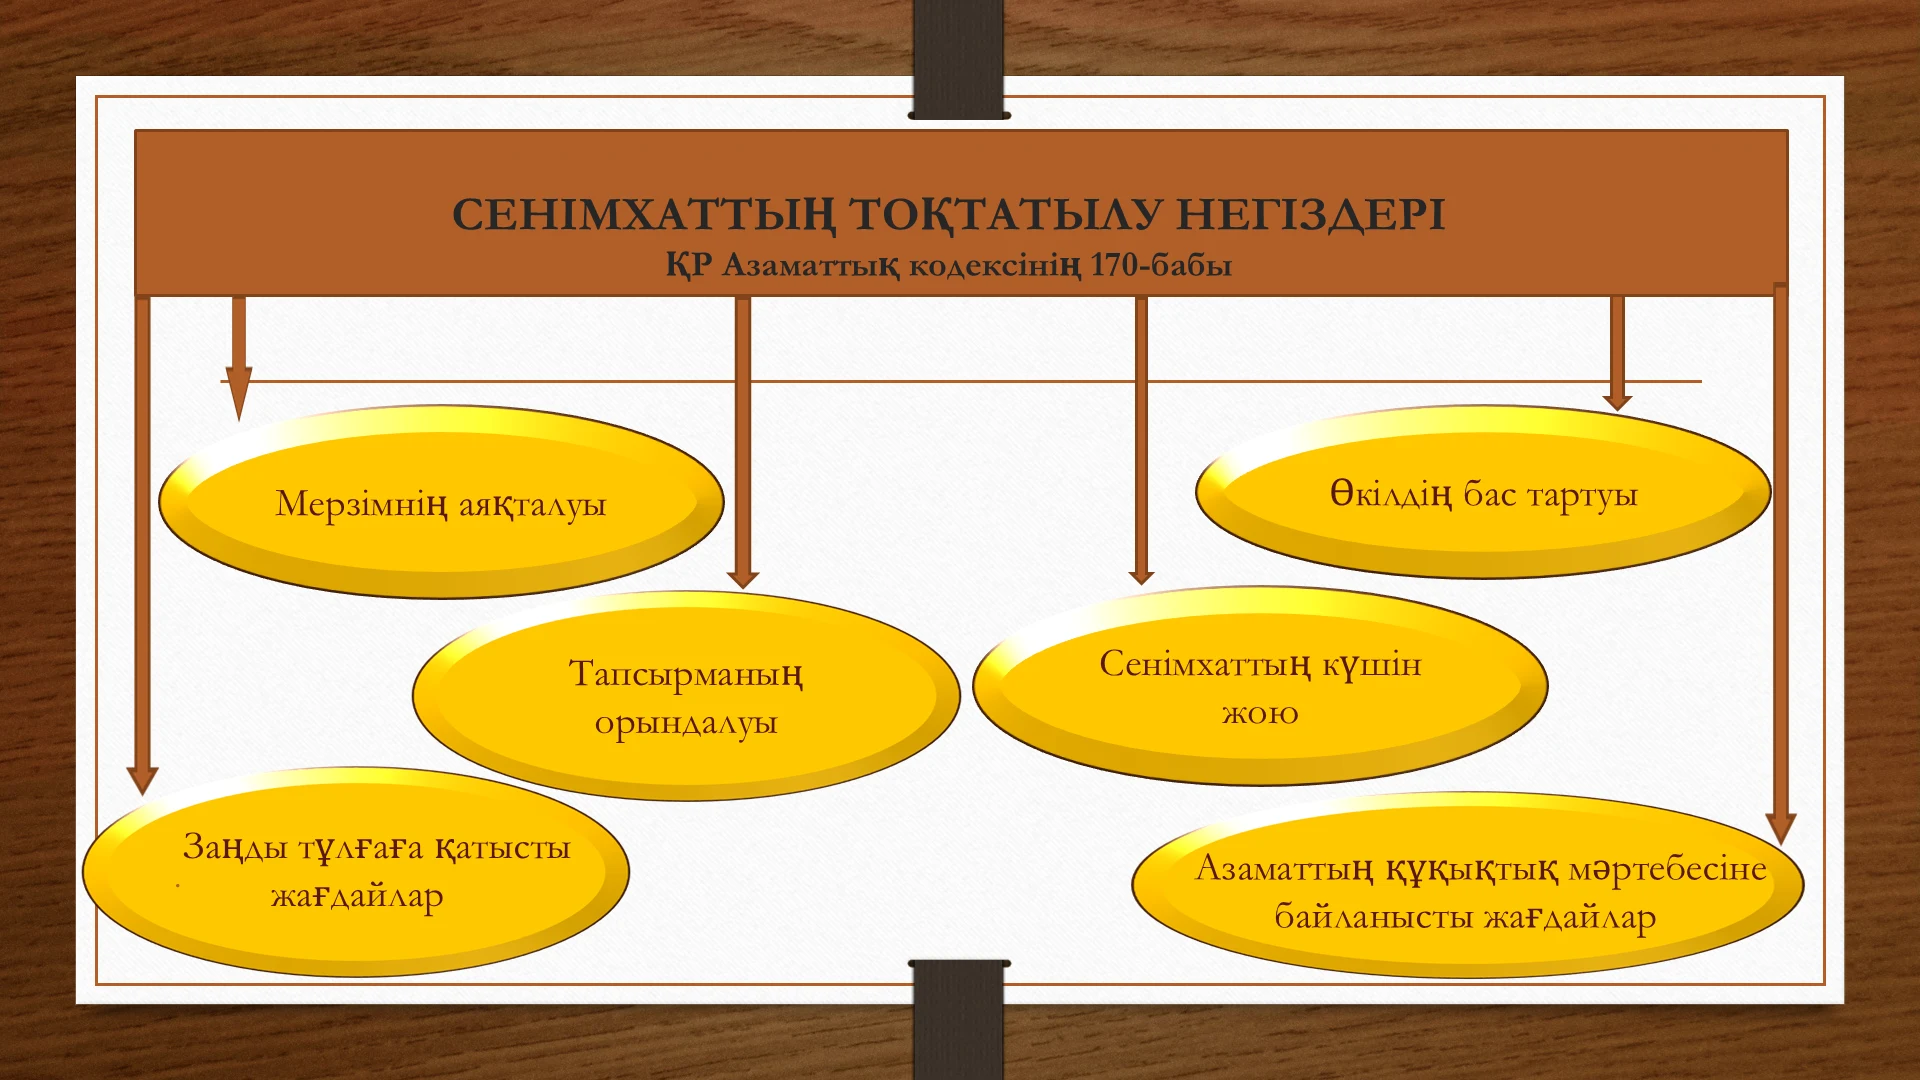 СЕНІМХАТТЫҢ ТОҚТАТЫЛУ НЕГІЗДЕРІ
ҚР Азаматтық кодексінің 170-бабы
Мерзімнің аяқталуы
Өкілдің бас тартуы
Тапсырманың
орындалуы
Сенімхаттың күшін
жою
Заңды тұлғаға қатысты
жағдайлар
Азаматтың құқықтық мәртебесіне
байланысты жағдайлар